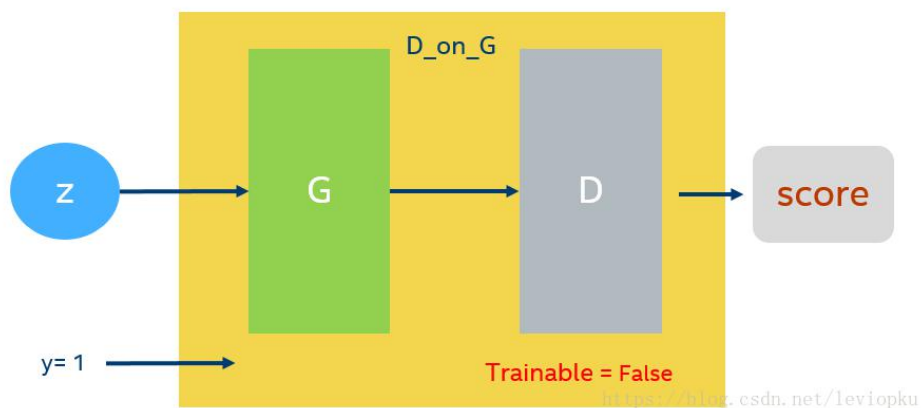 D_on_G
z
G
D
score
y= 1
Trainable = False
https://blog.csdn.net/leviopku